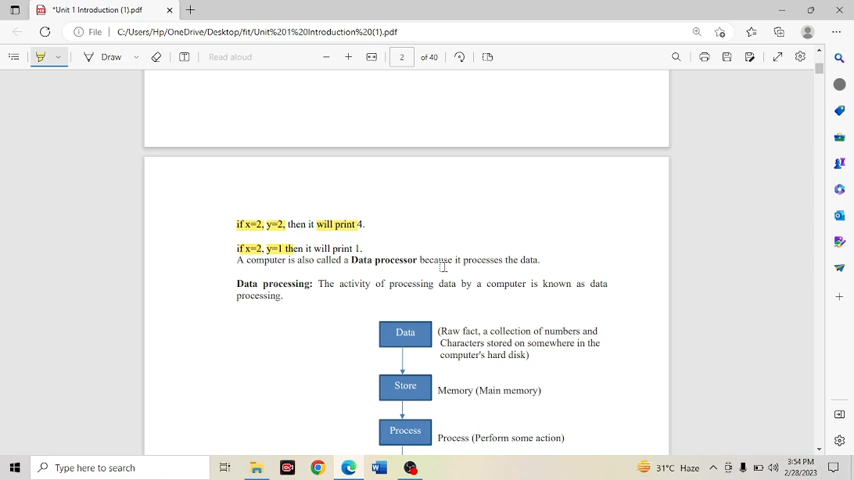 *Unit 1 Introduction (1).pdf
File
C:/Users/Hp/OneDrive/Desktop/fit/Unit%201%20Introduction%20(1).pdf
Draw
Read aloud
2
of 40
if x=2, y=2, then it will print 4.
if x=2, y=1 then it will print 1.
A computer is also called a Data processor because it processes the data.
Data processing: The activity of processing data by a computer is known as data
processing.
Data
(Raw fact, a collection of numbers and
Characters stored on somewhere in the
computer's hard disk)
Store
Memory (Main memory)
Process
Process (Perform some action)
Type here to search
31°C Haze
3:54 PM
2/28/2023